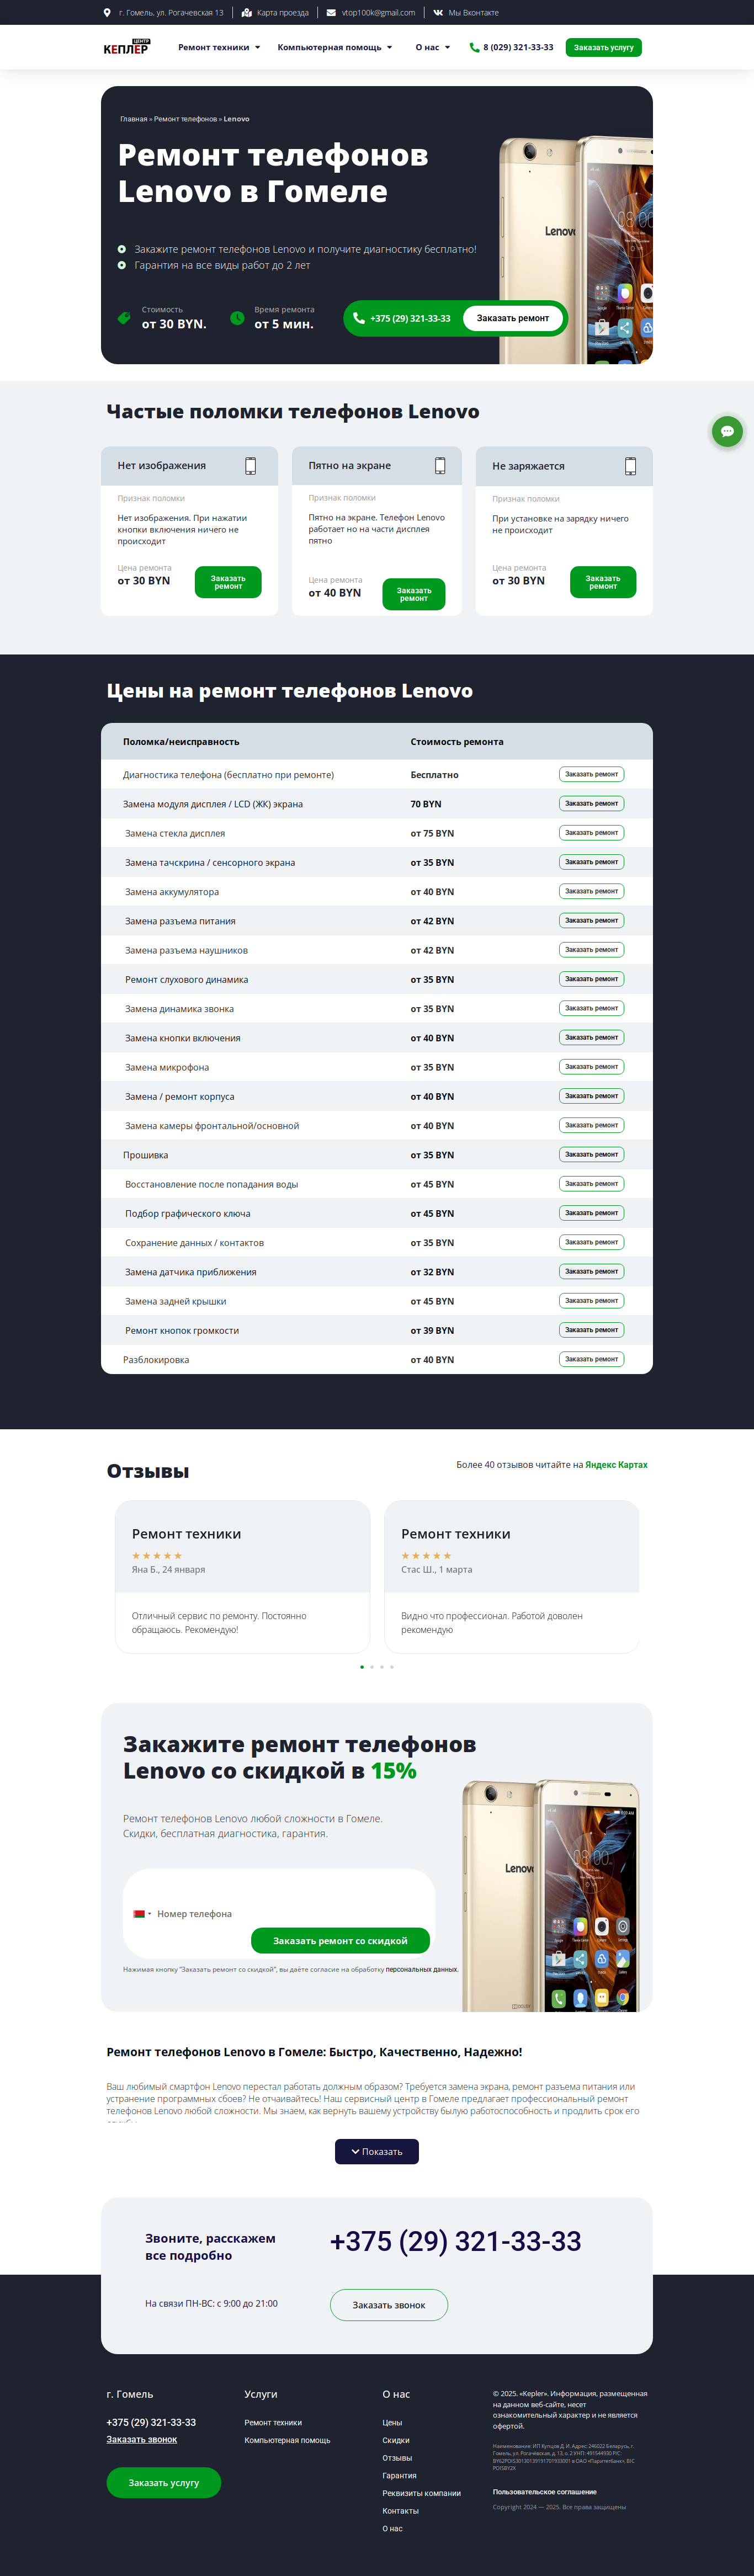 г. Гомель, ул. Рогачевская 13
Карта проезда
vtop100k@gmail.com
Мы Вконтакте
КЕПЛЕР ЦЕНТР
Ремонт техники
Компьютерная помощь
О нас
8 (029) 321-33-33
Заказать услугу
Главная » Ремонт телефонов » Lenovo
Ремонт телефонов
Lenovo в Гомеле
Закажите ремонт телефонов Lenovo и получите диагностику бесплатно!
Гарантия на все виды работ до 2 лет
Стоимость
от 30 BYN.
Время ремонта
от 5 мин.
+375 (29) 321-33-33
Заказать ремонт
Lenovo
Частые поломки телефонов Lenovo
Нет изображения
Признак поломки
Нет изображения. При нажатии
кнопки включения ничего не
происходит
Цена ремонта
от 30 BYN
Заказать
ремонт
Пятно на экране
Признак поломки
Пятно на экране. Телефон Lenovo
работает но на части дисплея
пятно
Цена ремонта
от 40 BYN
Заказать
ремонт
Не заряжается
Признак поломки
При установке на зарядку ничего
не происходит
Цена ремонта
от 30 BYN
Заказать
ремонт
Цены на ремонт телефонов Lenovo
Поломка/неисправность Стоимость ремонта
Диагностика телефона (бесплатно при ремонте) Бесплатно Заказать ремонт
Замена модуля дисплея / LCD (ЖК) экрана 70 BYN Заказать ремонт
Замена стекла дисплея от 75 BYN Заказать ремонт
Замена тачскрина / сенсорного экрана от 35 BYN Заказать ремонт
Замена аккумулятора от 40 BYN Заказать ремонт
Замена разъема питания от 42 BYN Заказать ремонт
Замена разъема наушников от 42 BYN Заказать ремонт
Ремонт слухового динамика от 35 BYN Заказать ремонт
Замена динамика звонка от 35 BYN Заказать ремонт
Замена кнопки включения от 40 BYN Заказать ремонт
Замена микрофона от 35 BYN Заказать ремонт
Замена / ремонт корпуса от 40 BYN Заказать ремонт
Замена камеры фронтальной/основной от 40 BYN Заказать ремонт
Прошивка от 35 BYN Заказать ремонт
Восстановление после попадания воды от 45 BYN Заказать ремонт
Подбор графического ключа от 45 BYN Заказать ремонт
Сохранение данных / контактов от 35 BYN Заказать ремонт
Замена датчика приближения от 32 BYN Заказать ремонт
Замена задней крышки от 45 BYN Заказать ремонт
Ремонт кнопок громкости от 39 BYN Заказать ремонт
Разблокировка от 40 BYN Заказать ремонт
Отзывы
Более 40 отзывов читайте на Яндекс Картах
Ремонт техники
Яна Б., 24 января
Отличный сервис по ремонту. Постоянно
обращаюсь. Рекомендую!
Ремонт техники
Стас Ш., 1 марта
Видно что профессионал. Работой доволен
рекомендую
Закажите ремонт телефонов
Lenovo со скидкой в 15%
Ремонт телефонов Lenovo любой сложности в Гомеле.
Скидки, бесплатная диагностика, гарантия.
Номер телефона
Заказать ремонт со скидкой
Нажимая кнопку "Заказать ремонт со скидкой", вы даёте согласие на обработку персональных данных.
Lenovo
Ремонт телефонов Lenovo в Гомеле: Быстро, Качественно, Надежно!
Ваш любимый смартфон Lenovo перестал работать должным образом? Требуется замена экрана, ремонт разъема питания или
устранение программных сбоев? Не отчаивайтесь! Наш сервисный центр в Гомеле предлагает профессиональный ремонт
телефонов Lenovo любой сложности. Мы знаем, как вернуть вашему устройству былую работоспособность и продлить срок его
Показать
Звоните, расскажем
все подробно
+375 (29) 321-33-33
На связи ПН-ВС: с 9:00 до 21:00
Заказать звонок
г. Гомель
+375 (29) 321-33-33
Заказать звонок
Заказать услугу
Услуги
Ремонт техники
Компьютерная помощь
О нас
Цены
Скидки
Отзывы
Гарантия
Реквизиты компании
Контакты
О нас
© 2025. «Kepler». Информация, размещенная
на данном веб-сайте, несет
ознакомительный характер и не является
офертой.
Наименование: ИП Купцов Д. И. Адрес: 246022 Беларусь, г.
Гомель, ул. Рогачёвская, д. 13, о.2 УНП: 491544930 Р/С:
BY62POIS30130139191701933001 в ОАО «Паритетбанк», BIC
POISBY2X
Пользовательское соглашение
Copyright 2024 — 2025. Все права защищены